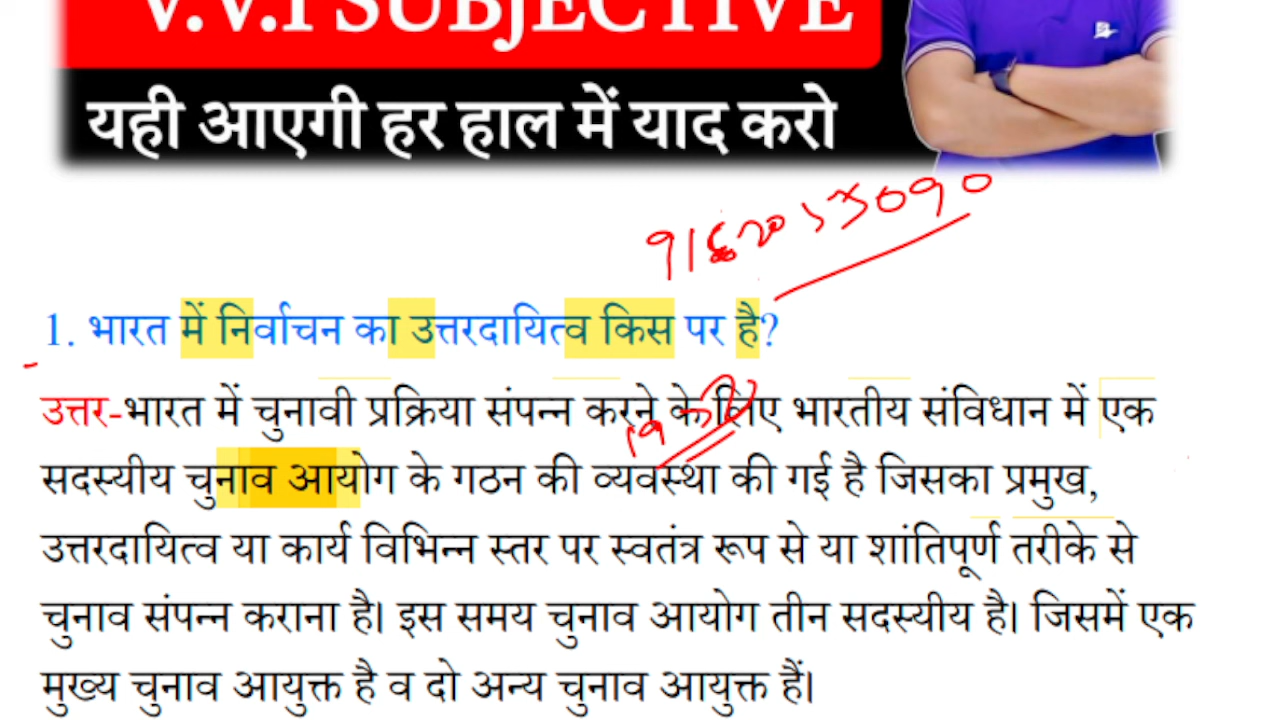 V.V.I SUBJECTIVE
यही आएगी हर हाल में याद करो
1. भारत में निर्वाचन का उत्तरदायित्व किस पर है?
उत्तर-भारत में चुनावी प्रक्रिया संपन्न करने के लिए भारतीय संविधान में एक
सदस्यीय चुनाव आयोग के गठन की व्यवस्था की गई है जिसका प्रमुख,
उत्तरदायित्व या कार्य विभिन्न स्तर पर स्वतंत्र रूप से या शांतिपूर्ण तरीके से
चुनाव संपन्न कराना है। इस समय चुनाव आयोग तीन सदस्यीय है। जिसमें एक
मुख्य चुनाव आयुक्त है व दो अन्य चुनाव आयुक्त हैं।